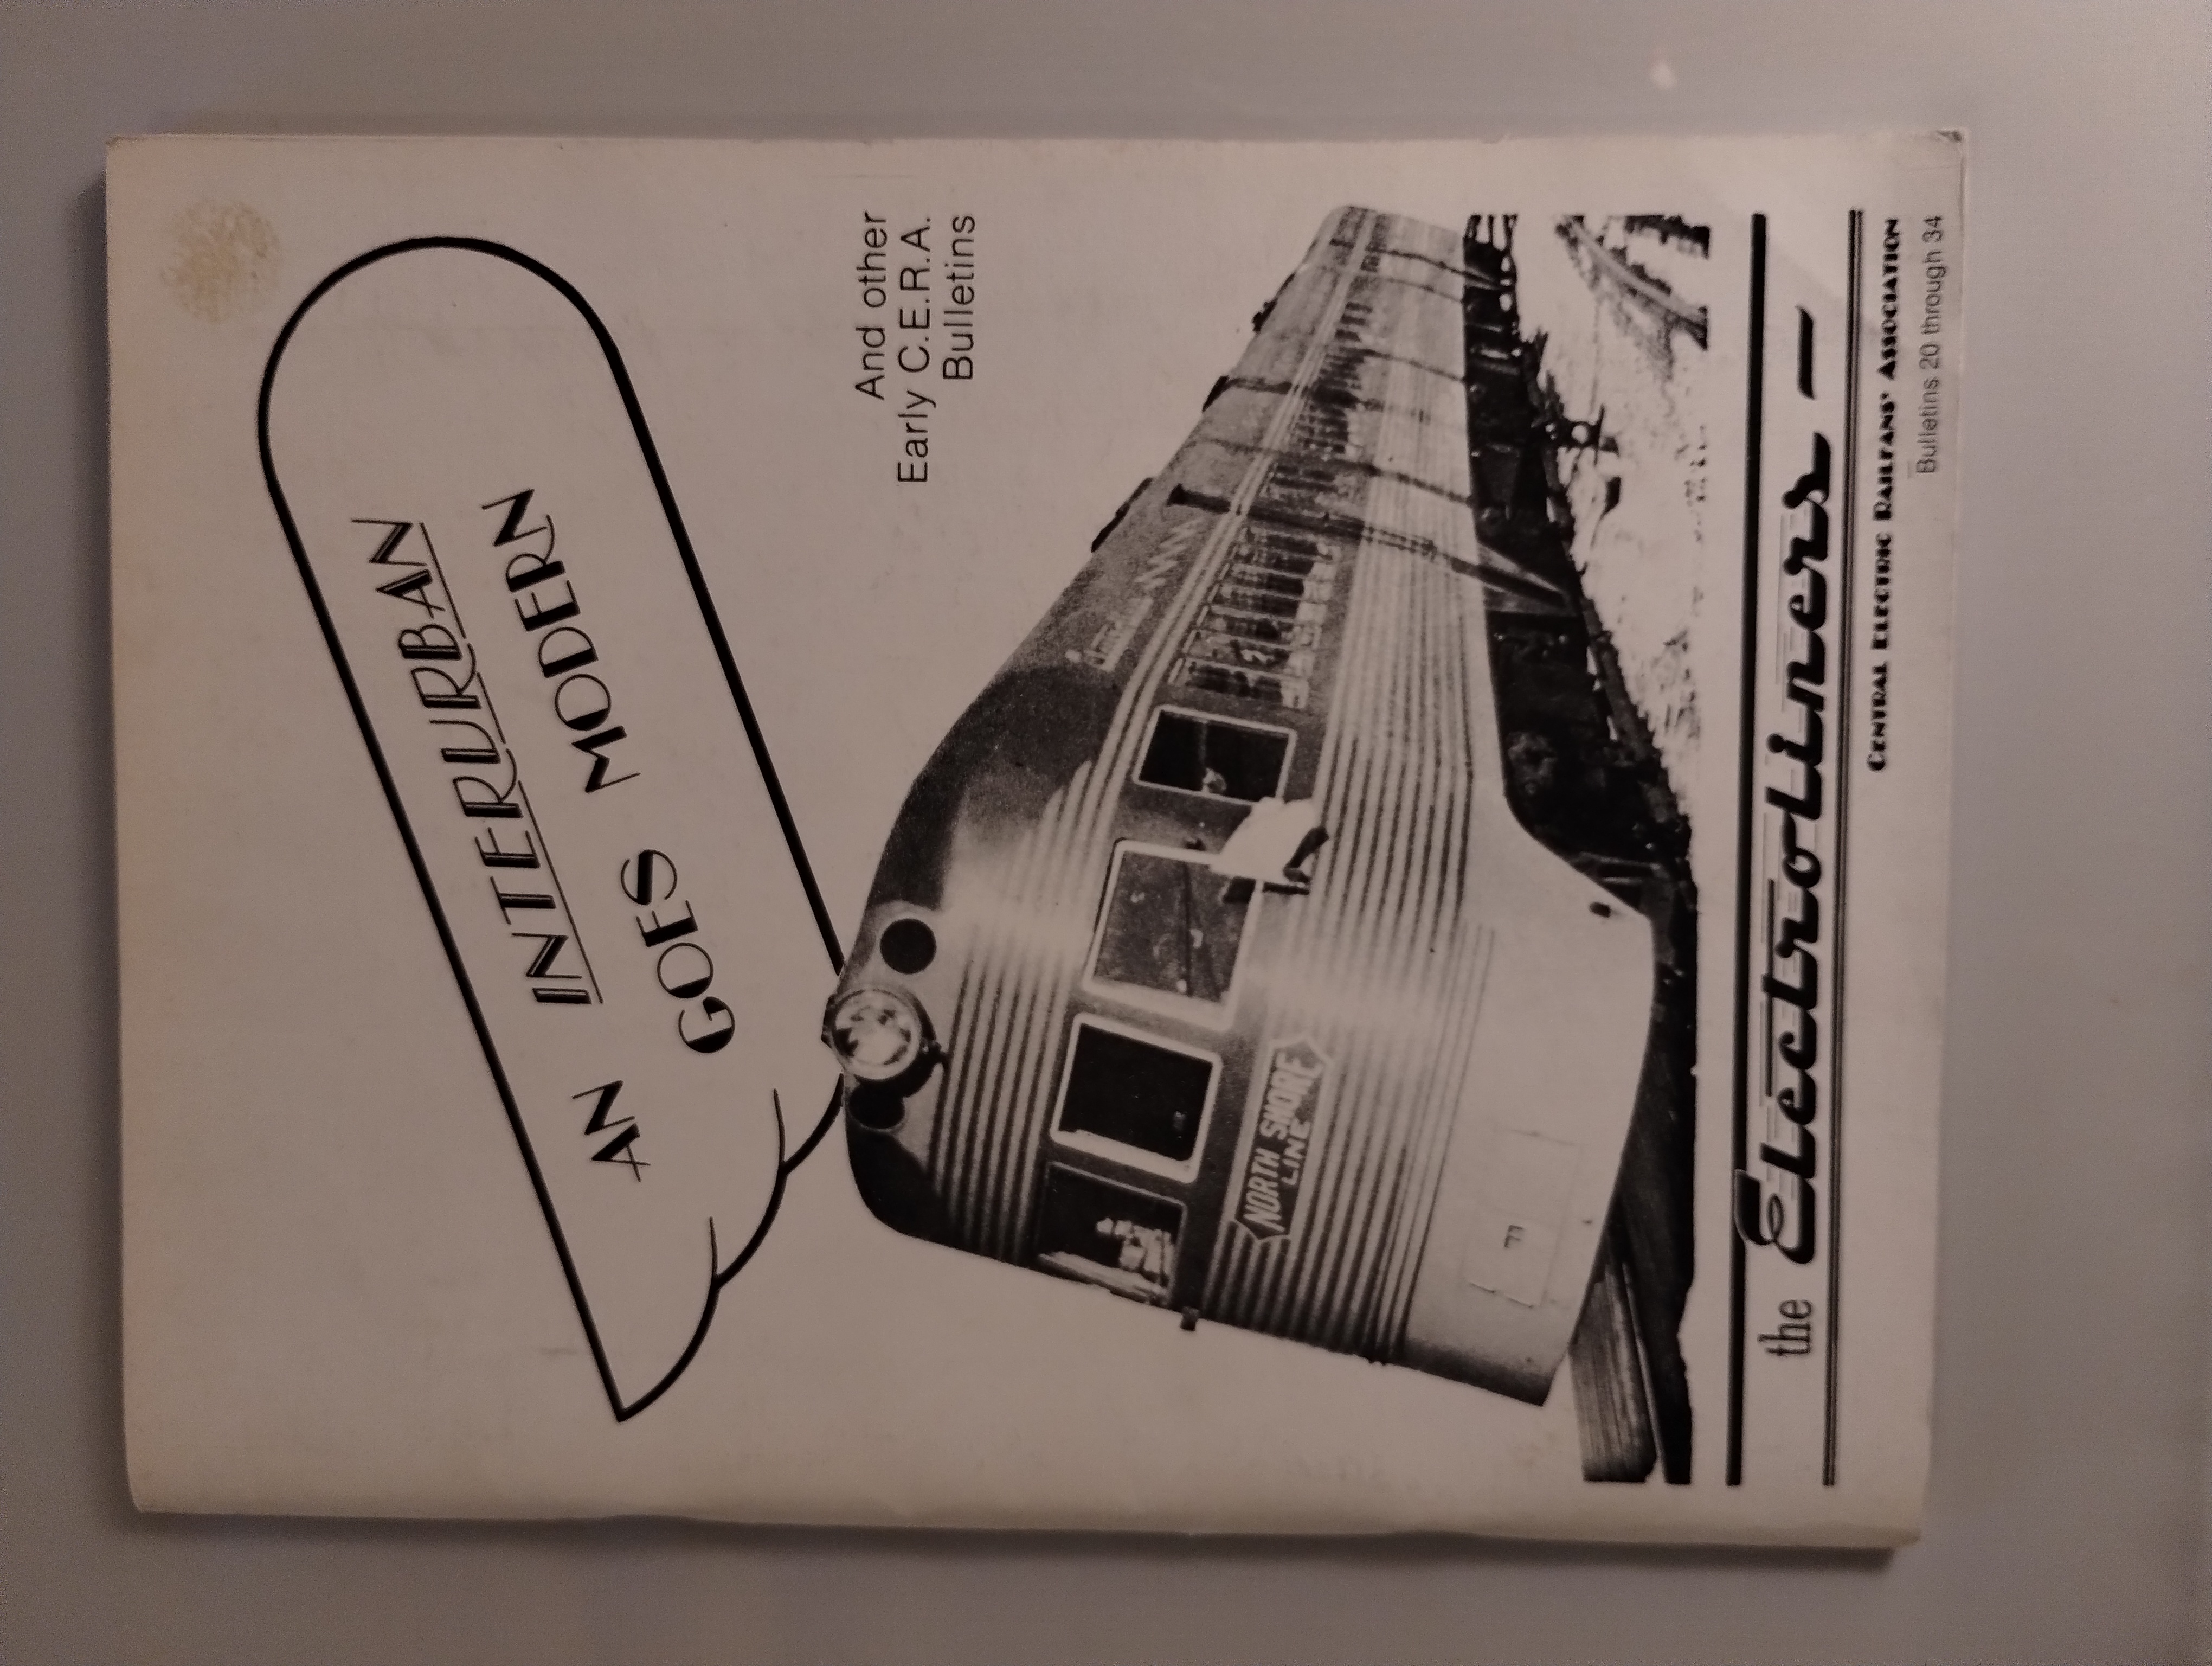 AN INTERURBAN
GOES MODERN
And other
Early C.E.R.A.
Bulletins
NORTH SHORE
LINE
the Electroliners —
CENTRAL ELECTRIC RAILFANS' ASSOCIATION
Bulletins 20 through 34